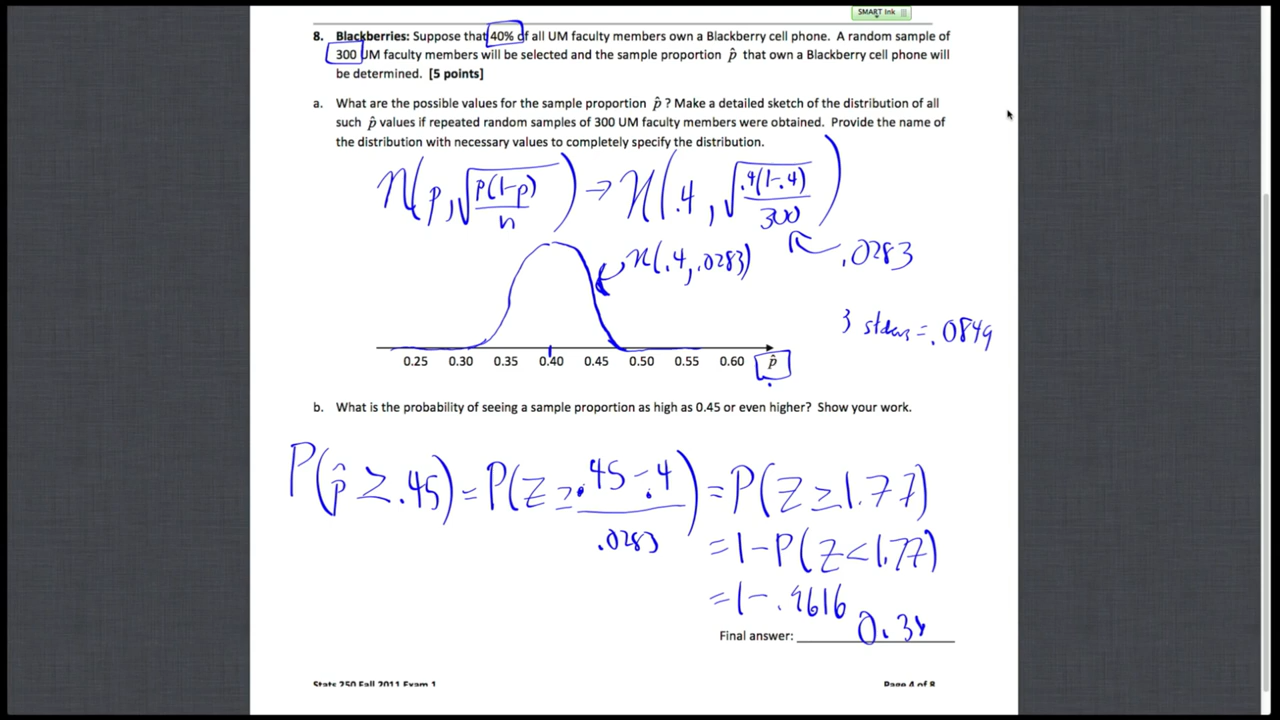 SMART Ink
8. Blackberries: Suppose that 40% of all UM faculty members own a Blackberry cell phone. A random sample of
300 UM faculty members will be selected and the sample proportion p̂ that own a Blackberry cell phone will
be determined. [5 points]
a. What are the possible values for the sample proportion p̂ ? Make a detailed sketch of the distribution of all
such p̂ values if repeated random samples of 300 UM faculty members were obtained. Provide the name of
the distribution with necessary values to completely specify the distribution.
N(p, √(p(1-p)/n)) → N(.4, √(.4(1-.4)/300))
N(.4, .0283) .0283
3 stdevs = .0849
0.25 0.30 0.35 0.40 0.45 0.50 0.55 0.60 p̂
b. What is the probability of seeing a sample proportion as high as 0.45 or even higher? Show your work.
P(p̂ ≥ .45) = P(Z ≥ (.45 - .4)/.0283) = P(Z ≥ 1.77)
= 1 - P(Z < 1.77)
= 1 - .9616
Final answer: 0.38
Stats 250 Fall 2011 Exam 1 Page 4 of 8